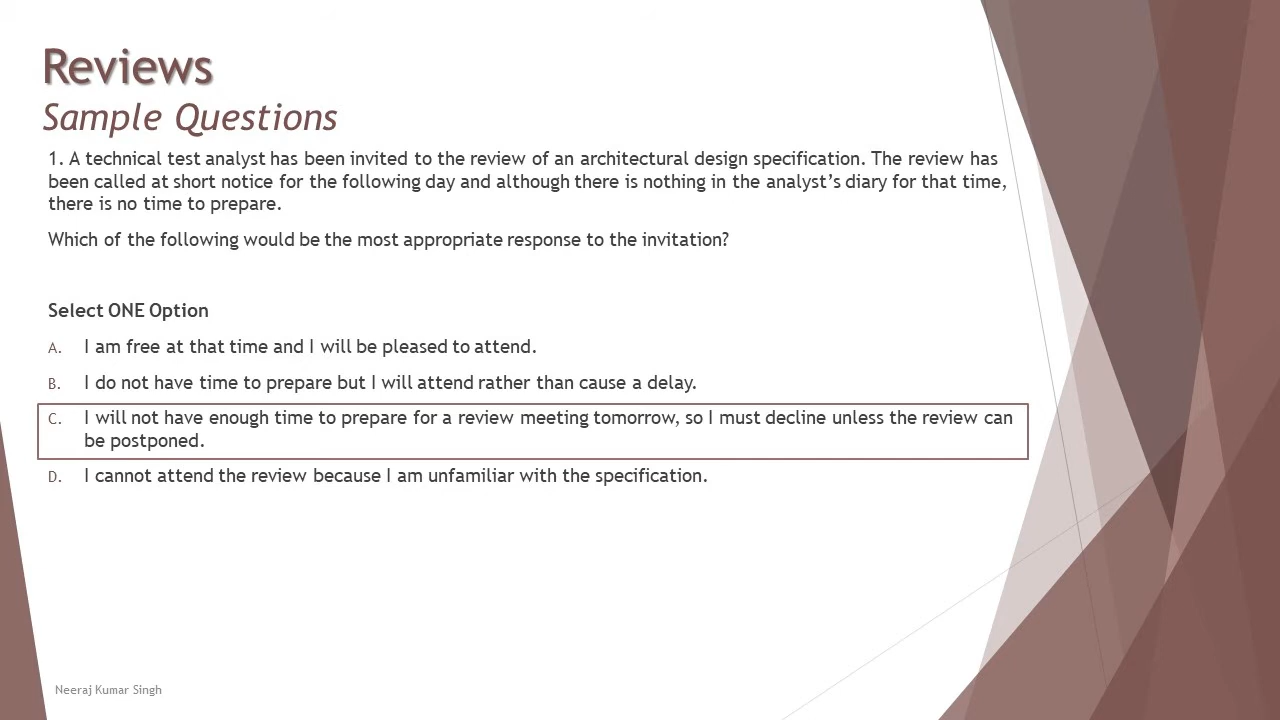 Reviews
Sample Questions
1. A technical test analyst has been invited to the review of an architectural design specification. The review has
been called at short notice for the following day and although there is nothing in the analyst’s diary for that time,
there is no time to prepare.
Which of the following would be the most appropriate response to the invitation?
Select ONE Option
A. I am free at that time and I will be pleased to attend.
B. I do not have time to prepare but I will attend rather than cause a delay.
C. I will not have enough time to prepare for a review meeting tomorrow, so I must decline unless the review can
be postponed.
D. I cannot attend the review because I am unfamiliar with the specification.
Neeraj Kumar Singh